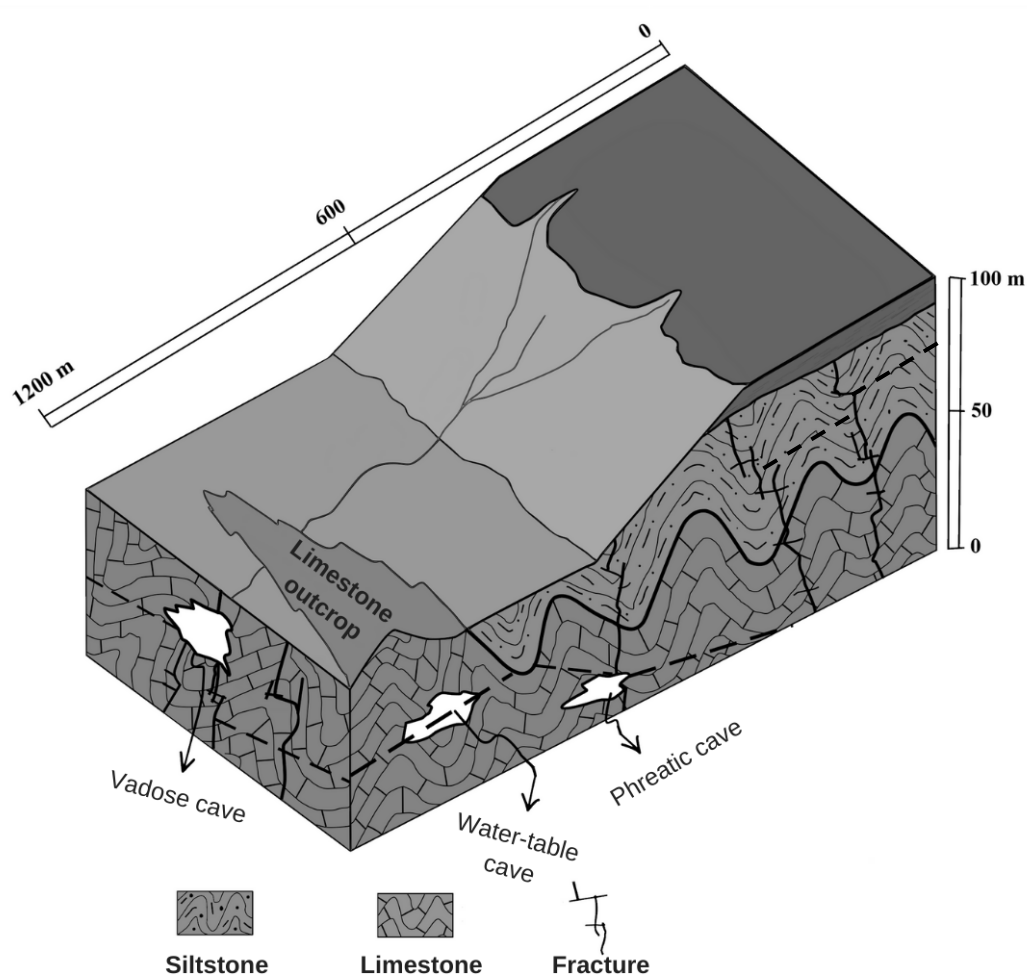 0
600
1200 m
100 m
50
0
Limestone
outcrop
Vadose cave
Water-table
cave
Phreatic cave
Siltstone
Limestone
Fracture